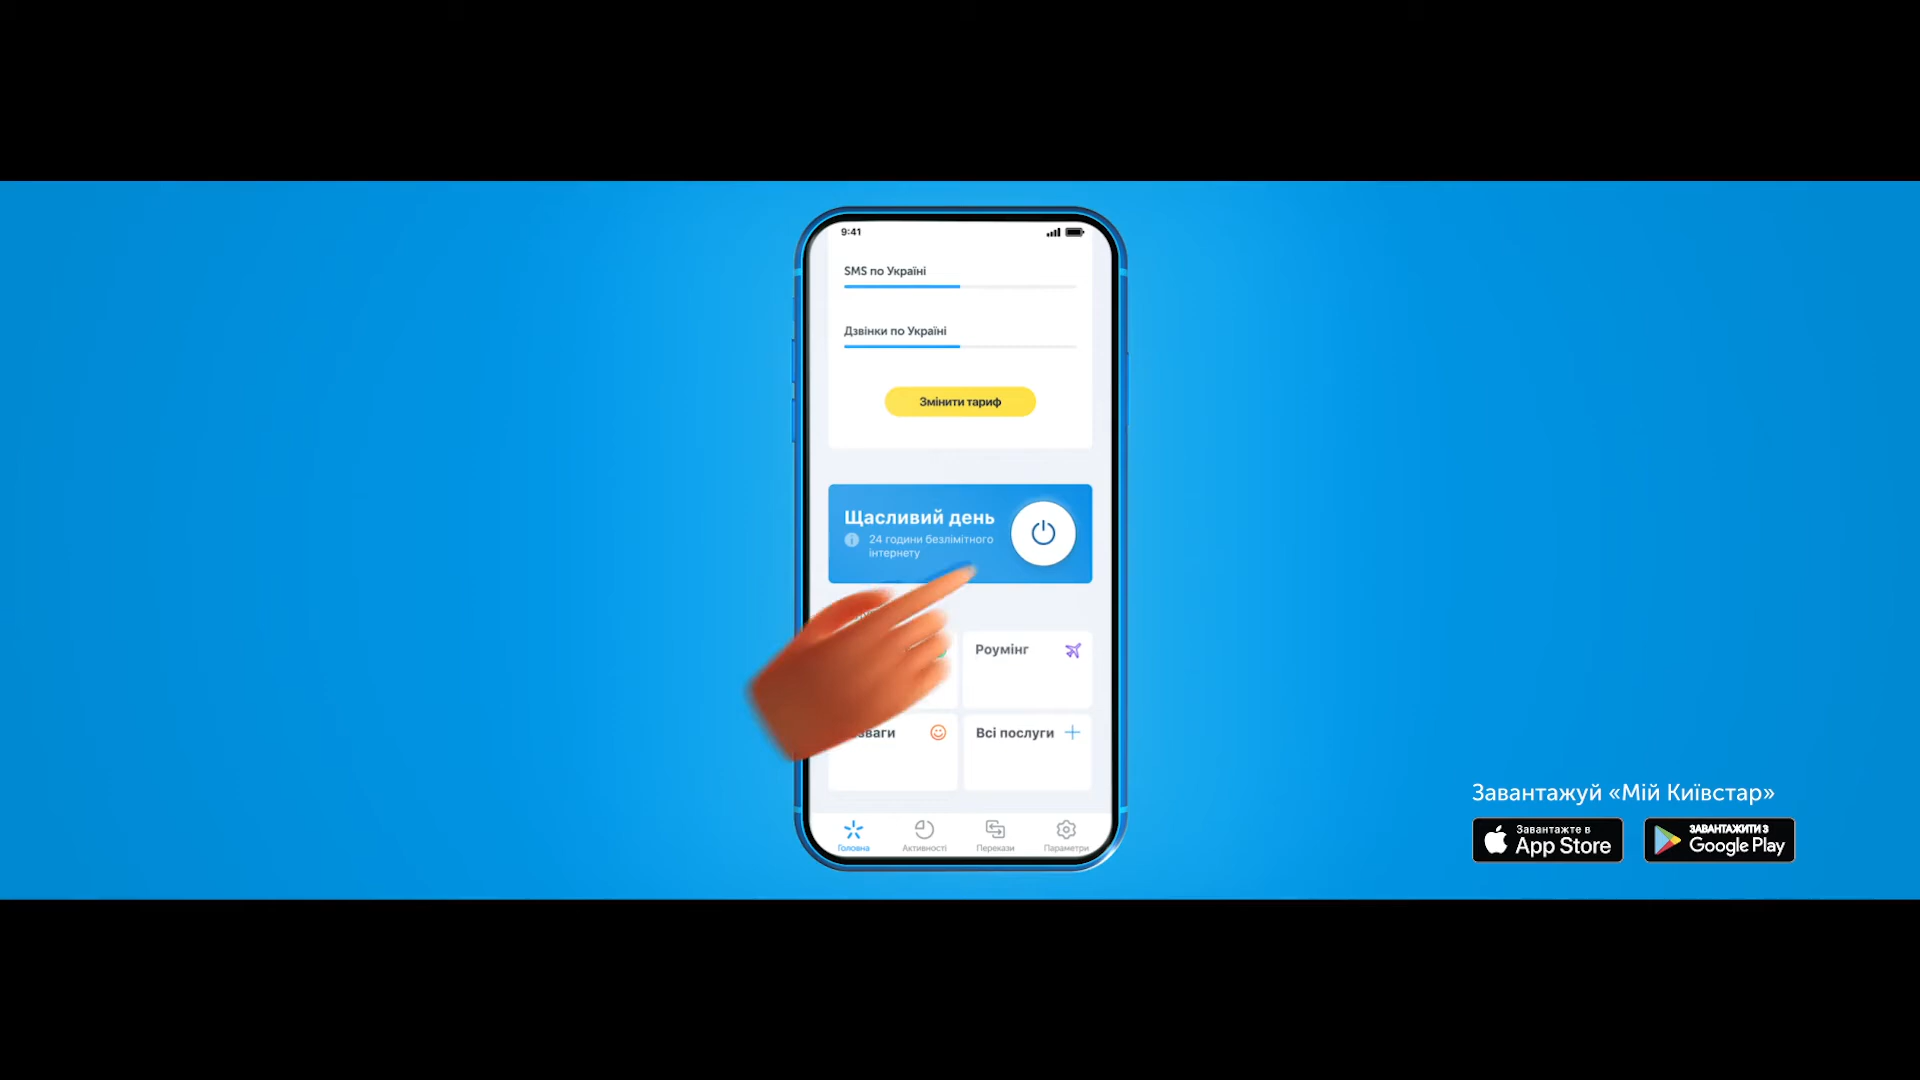 9:41
SMS по Україні
Дзвінки по Україні
Змінити тариф
Щасливий день
24 години безлімітного
інтернету
Роумінг
Всі послуги
Головна
Активності
Перекази
Параметри
Завантажуй «Мій Київстар»
Завантажте в
App Store
ЗАВАНТАЖИТИ З
Google Play